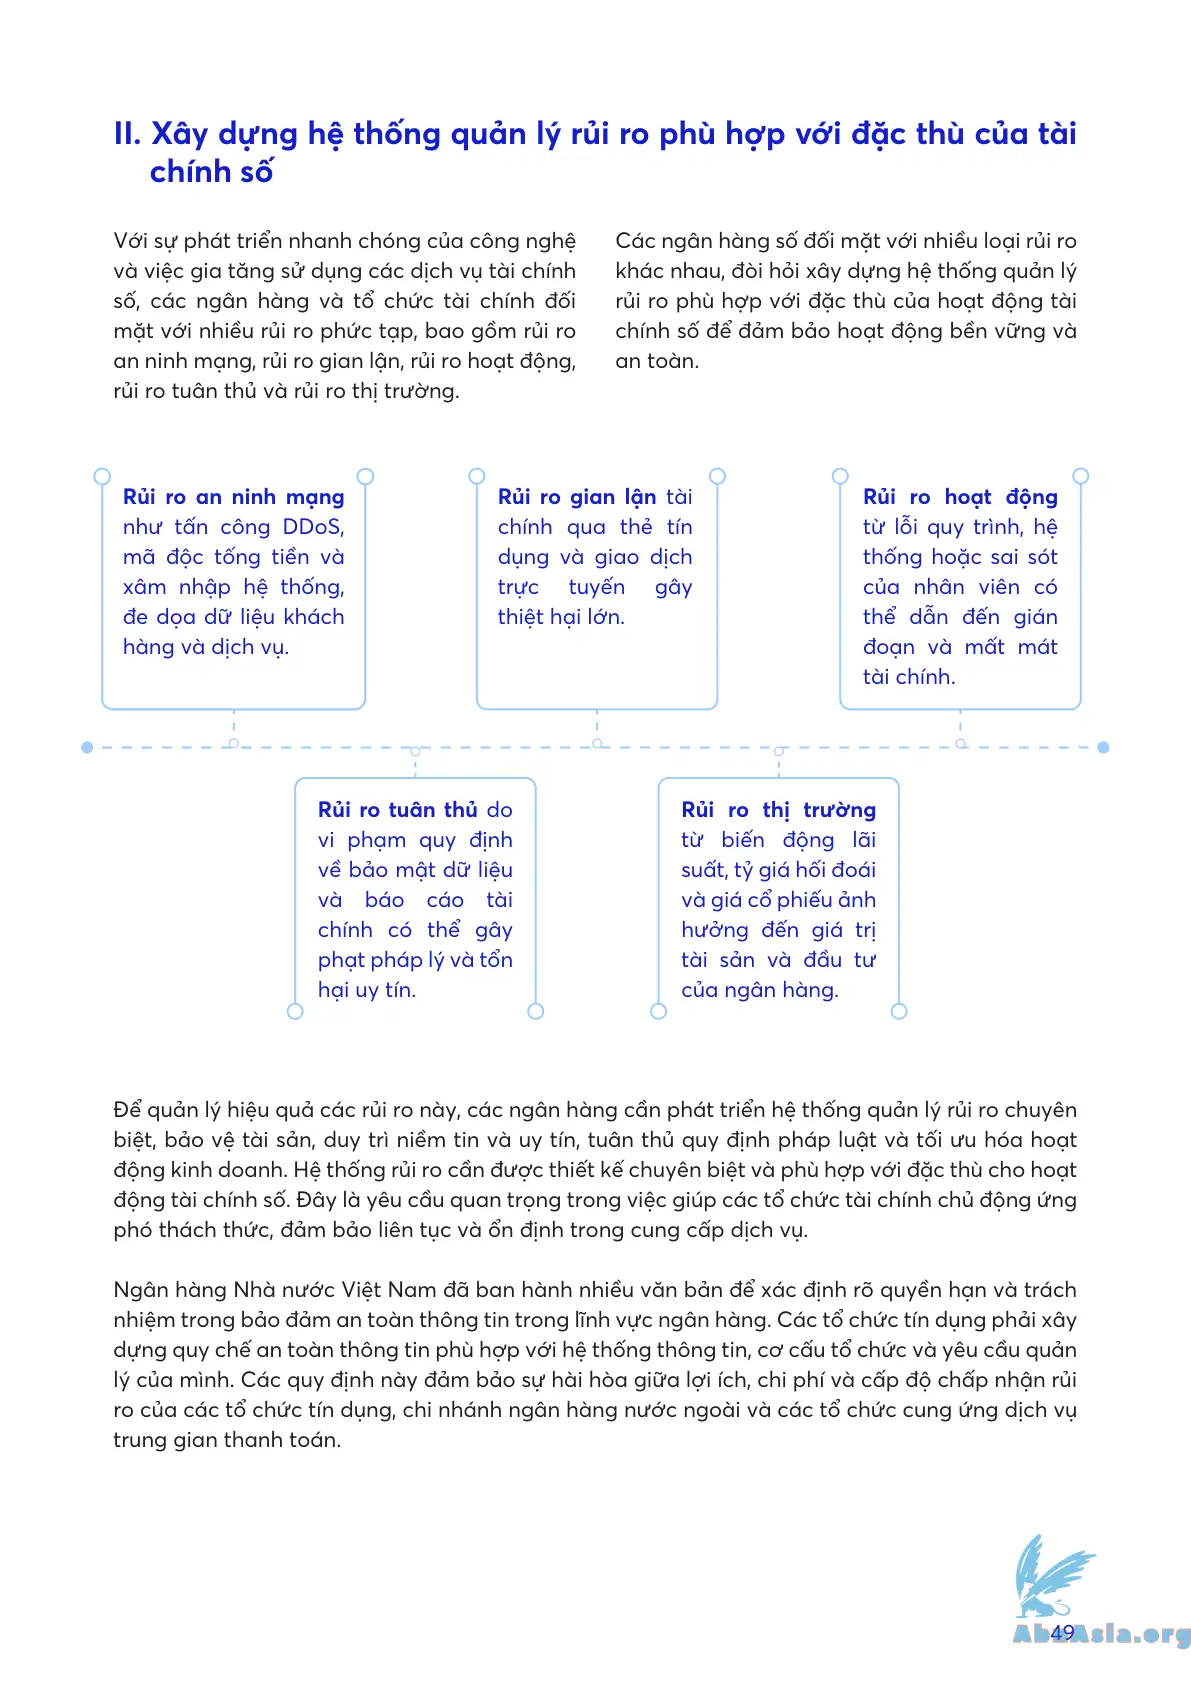 II. Xây dựng hệ thống quản lý rủi ro phù hợp với đặc thù của tài
chính số
Với sự phát triển nhanh chóng của công nghệ
và việc gia tăng sử dụng các dịch vụ tài chính
số, các ngân hàng và tổ chức tài chính đối
mặt với nhiều rủi ro phức tạp, bao gồm rủi ro
an ninh mạng, rủi ro gian lận, rủi ro hoạt động,
rủi ro tuân thủ và rủi ro thị trường.
Các ngân hàng số đối mặt với nhiều loại rủi ro
khác nhau, đòi hỏi xây dựng hệ thống quản lý
rủi ro phù hợp với đặc thù của hoạt động tài
chính số để đảm bảo hoạt động bền vững và
an toàn.
Rủi ro an ninh mạng
như tấn công DDoS,
mã độc tống tiền và
xâm nhập hệ thống,
đe dọa dữ liệu khách
hàng và dịch vụ.
Rủi ro gian lận tài
chính qua thẻ tín
dụng và giao dịch
trực tuyến gây
thiệt hại lớn.
Rủi ro hoạt động
từ lỗi quy trình, hệ
thống hoặc sai sót
của nhân viên có
thể dẫn đến gián
đoạn và mất mát
tài chính.
Rủi ro tuân thủ do
vi phạm quy định
về bảo mật dữ liệu
và báo cáo tài
chính có thể gây
phạt pháp lý và tổn
hại uy tín.
Rủi ro thị trường
từ biến động lãi
suất, tỷ giá hối đoái
và giá cổ phiếu ảnh
hưởng đến giá trị
tài sản và đầu tư
của ngân hàng.
Để quản lý hiệu quả các rủi ro này, các ngân hàng cần phát triển hệ thống quản lý rủi ro chuyên
biệt, bảo vệ tài sản, duy trì niềm tin và uy tín, tuân thủ quy định pháp luật và tối ưu hóa hoạt
động kinh doanh. Hệ thống rủi ro cần được thiết kế chuyên biệt và phù hợp với đặc thù cho hoạt
động tài chính số. Đây là yêu cầu quan trọng trong việc giúp các tổ chức tài chính chủ động ứng
phó thách thức, đảm bảo liên tục và ổn định trong cung cấp dịch vụ.
Ngân hàng Nhà nước Việt Nam đã ban hành nhiều văn bản để xác định rõ quyền hạn và trách
nhiệm trong bảo đảm an toàn thông tin trong lĩnh vực ngân hàng. Các tổ chức tín dụng phải xây
dựng quy chế an toàn thông tin phù hợp với hệ thống thông tin, cơ cấu tổ chức và yêu cầu quản
lý của mình. Các quy định này đảm bảo sự hài hòa giữa lợi ích, chi phí và cấp độ chấp nhận rủi
ro của các tổ chức tín dụng, chi nhánh ngân hàng nước ngoài và các tổ chức cung ứng dịch vụ
trung gian thanh toán.
49